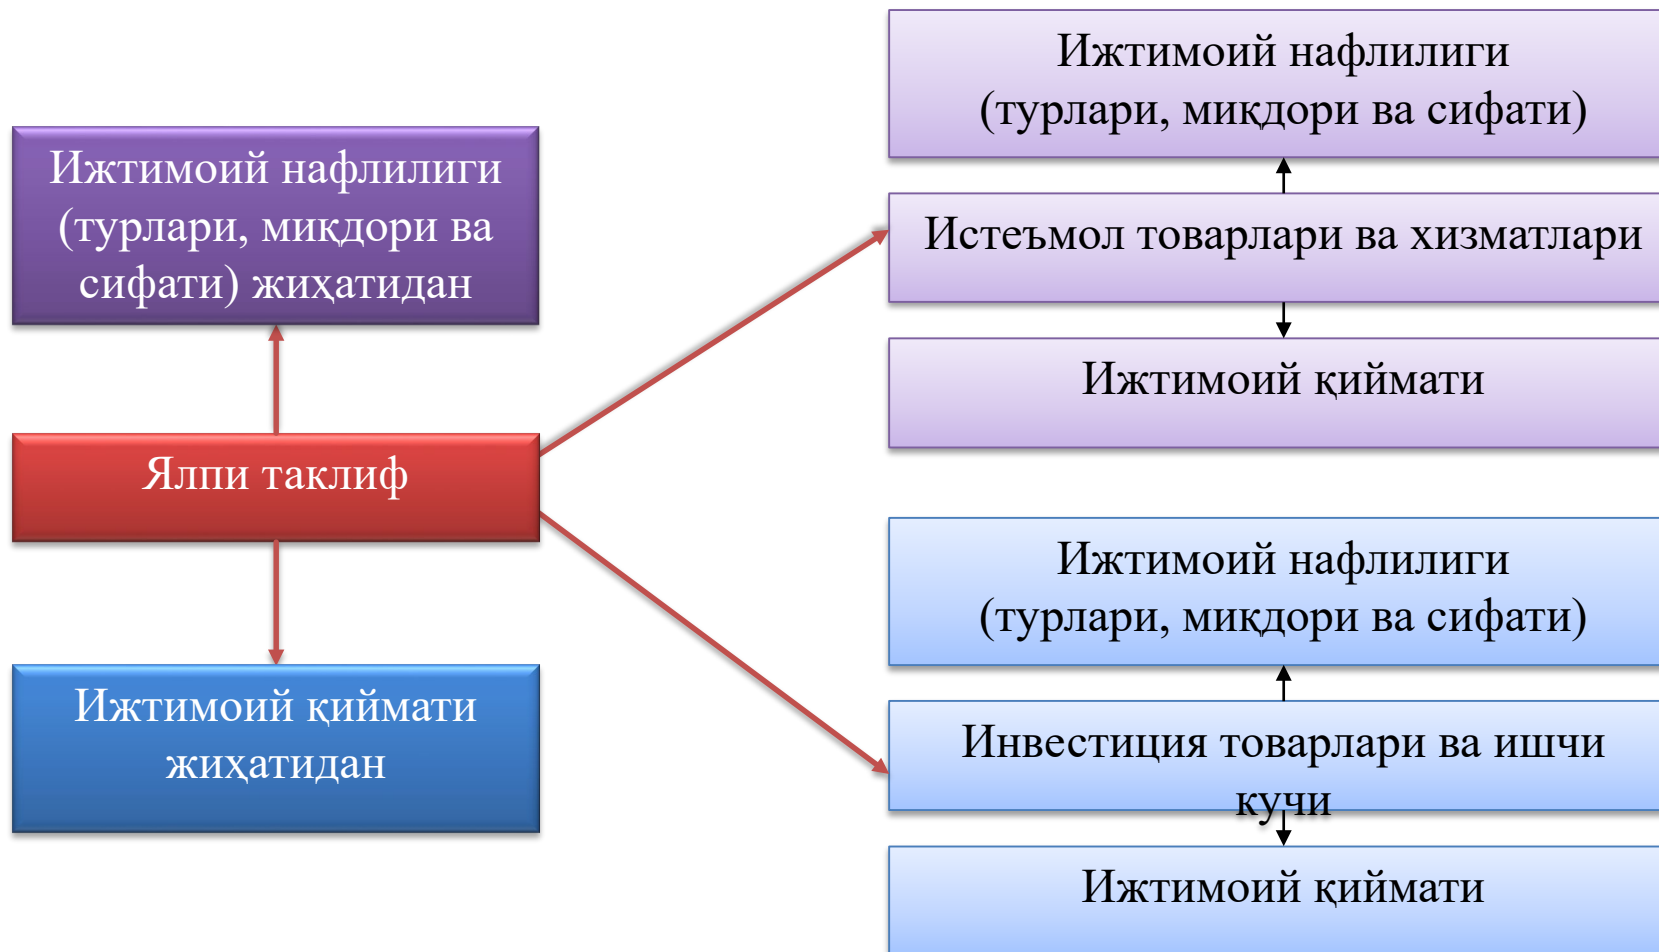 Ижтимоий нафлилиги
(турлари, миқдори ва
сифати) жиҳатидан
Ялпи таклиф
Ижтимоий қиймати
жиҳатидан
Ижтимоий нафлилиги
(турлари, миқдори ва сифати)
Истеъмол товарлари ва хизматлари
Ижтимоий қиймати
Ижтимоий нафлилиги
(турлари, миқдори ва сифати)
Инвестиция товарлари ва ишчи
кучи
Ижтимоий қиймати